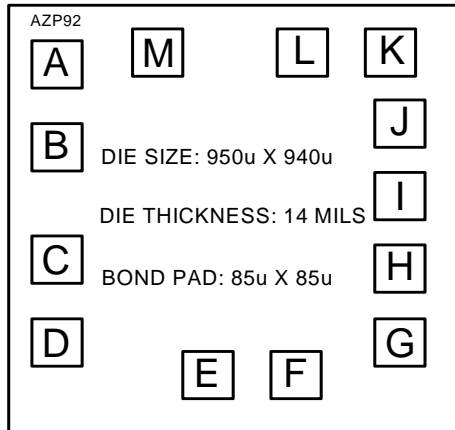 AZP92
A M L K
J
B
DIE SIZE: 950u X 940u
I
DIE THICKNESS: 14 MILS
C
BOND PAD: 85u X 85u
H
D
G
E F